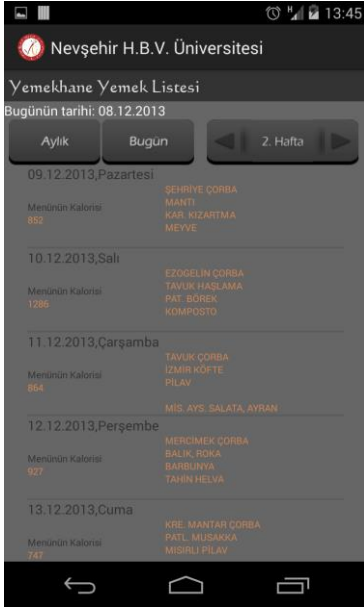 13:45
Nevşehir H.B.V. Üniversitesi
Yemekhane Yemek Listesi
Bugünün tarihi: 08.12.2013
Aylık
Bugün
2. Hafta
09.12.2013,Pazartesi
Menünün Kalorisi
852
ŞEHRİYE ÇORBA
MANTI
KAR. KIZARTMA
MEYVE
10.12.2013,Salı
Menünün Kalorisi
1286
EZOGELİN ÇORBA
TAVUK HAŞLAMA
PAT. BÖREK
KOMPOSTO
11.12.2013,Çarşamba
Menünün Kalorisi
864
TAVUK ÇORBA
İZMİR KÖFTE
PİLAV
MİS. AYS. SALATA, AYRAN
12.12.2013,Perşembe
Menünün Kalorisi
927
MERCİMEK ÇORBA
BALIK, ROKA
BARBUNYA
TAHİN HELVA
13.12.2013,Cuma
Menünün Kalorisi
747
KRE. MANTAR ÇORBA
PATL. MUSAKKA
MISIRLI PİLAV